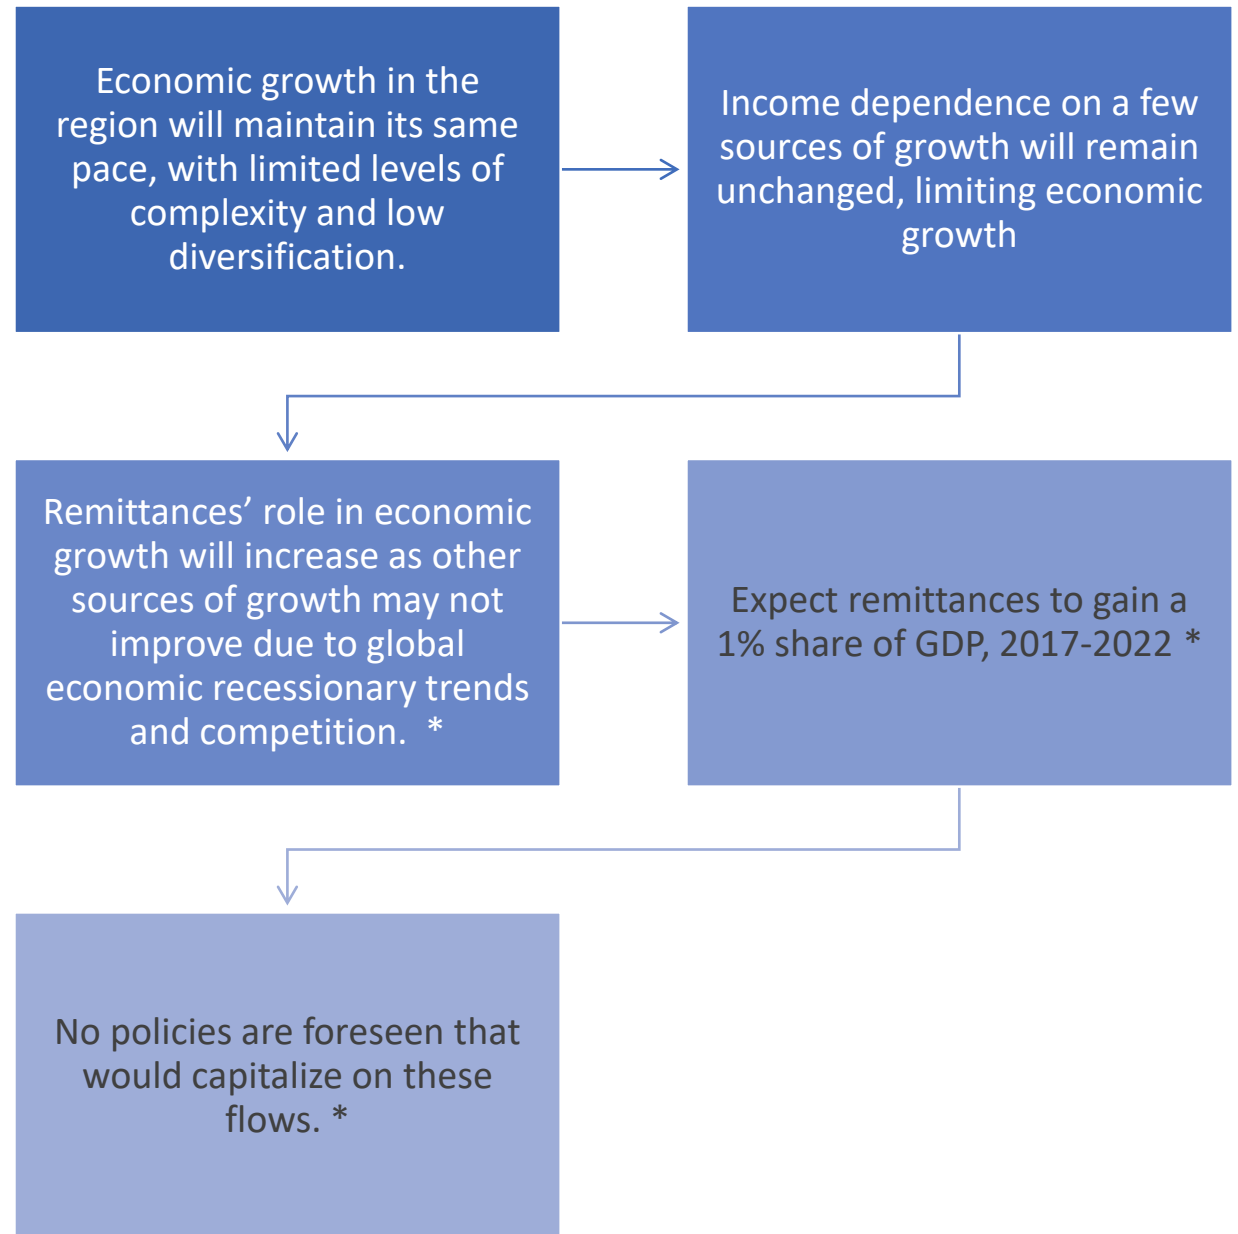 Economic growth in the
region will maintain its same
pace, with limited levels of
complexity and low
diversification.
Income dependence on a few
sources of growth will remain
unchanged, limiting economic
growth
Remittances’ role in economic
growth will increase as other
sources of growth may not
improve due to global
economic recessionary trends
and competition.  *
Expect remittances to gain a
1% share of GDP, 2017-2022 *
No policies are foreseen that
would capitalize on these
flows. *